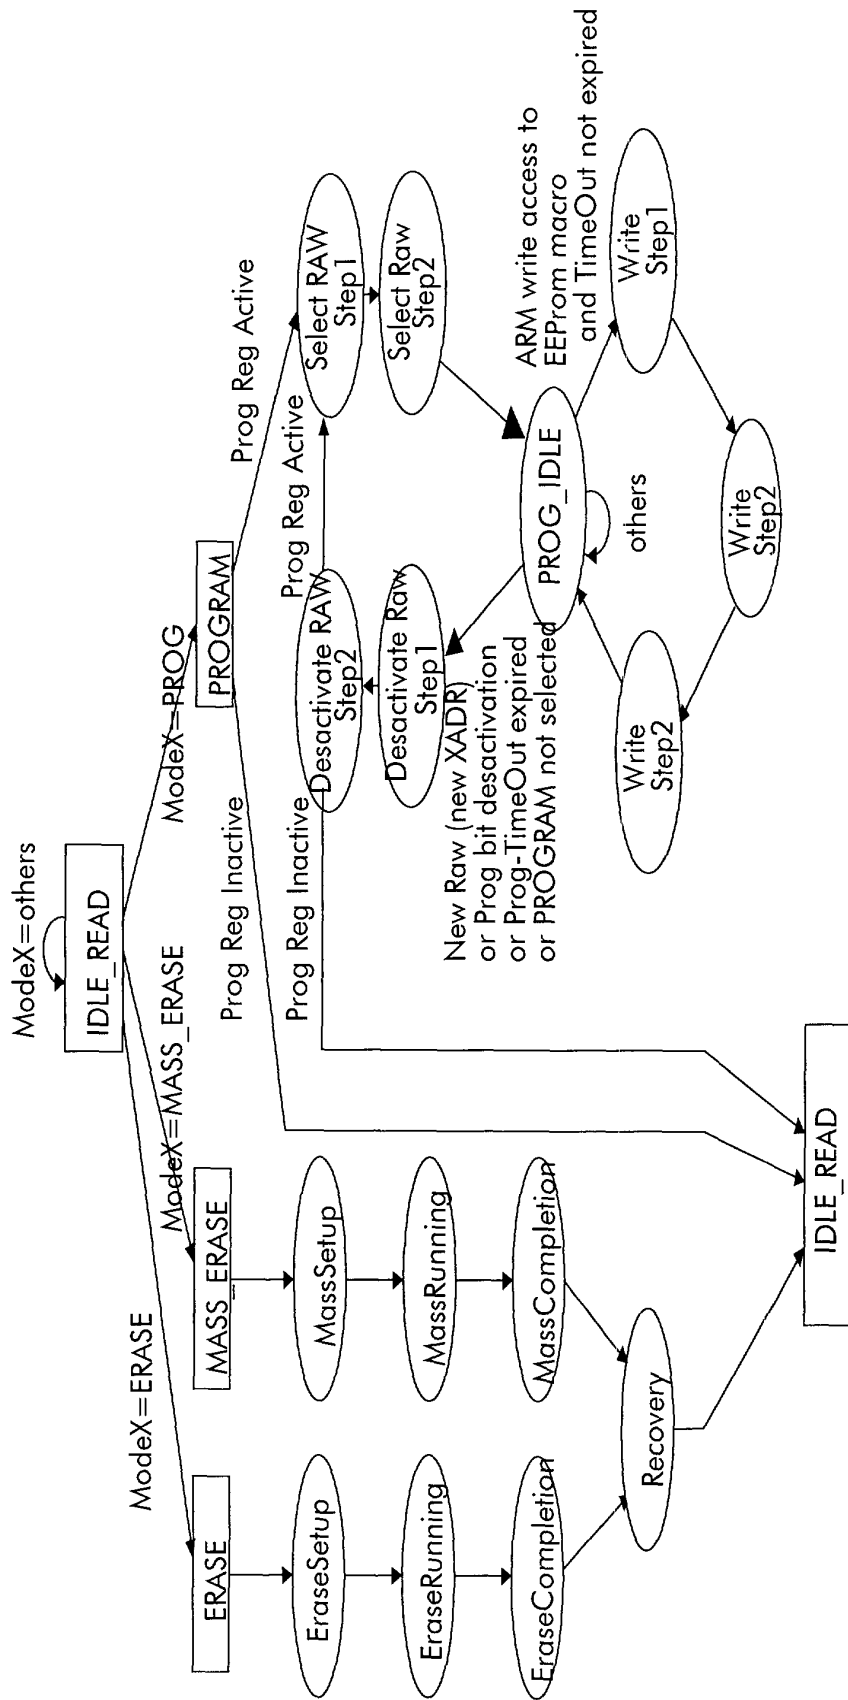 ModeX=others
IDLE_READ
ModeX=ERASE
ModeX=MASS_ERASE
ModeX=PROG
ERASE
MASS_ERASE
PROGRAM
Prog Reg Inactive
Prog Reg Active
EraseSetup
MassSetup
Prog Reg Inactive
Desactivate RAW
Step2
Prog Reg Active
Select RAW
Step1
EraseRunning
MassRunning
Desactivate Raw
Step1
Select Raw
Step2
New Raw (new XADR)
or Prog bit desactivation
or Prog-TimeOut expired
or PROGRAM not selected
EraseCompletion
MassCompletion
PROG_IDLE
others
ARM write access to
EEProm macro
and TimeOut not expired
Recovery
Write
Step2
Write
Step1
Write
Step2
IDLE_READ